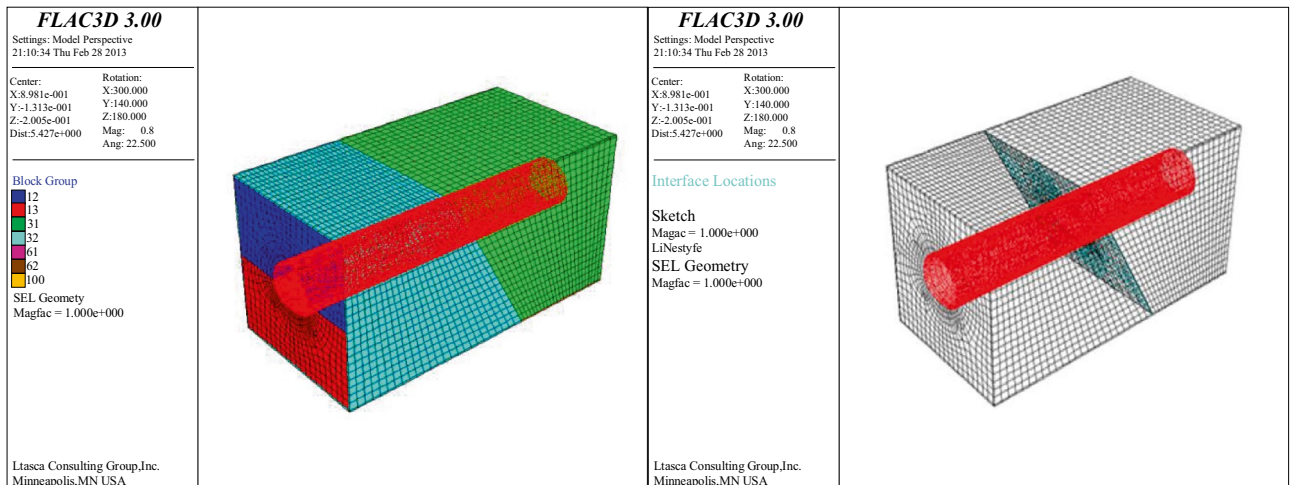 FLAC3D 3.00
Settings: Model Perspective
21:10:34 Thu Feb 28 2013
Center:
X:8.981e-001
Y:-1.313e-001
Z:-2.005e-001
Dist:5.427e+000
Rotation:
X:300.000
Y:140.000
Z:180.000
Mag: 0.8
Ang: 22.500
Block Group
12
13
31
32
61
62
100
SEL Geomety
Magfac = 1.000e+000
Ltasca Consulting Group,Inc.
Minneapolis,MN USA
FLAC3D 3.00
Settings: Model Perspective
21:10:34 Thu Feb 28 2013
Center:
X:8.981e-001
Y:-1.313e-001
Z:-2.005e-001
Dist:5.427e+000
Rotation:
X:300.000
Y:140.000
Z:180.000
Mag: 0.8
Ang: 22.500
Interface Locations
Sketch
Magac = 1.000e+000
LiNestyfe
SEL Geometry
Magfac = 1.000e+000
Ltasca Consulting Group,Inc.
Minneapolis,MN USA